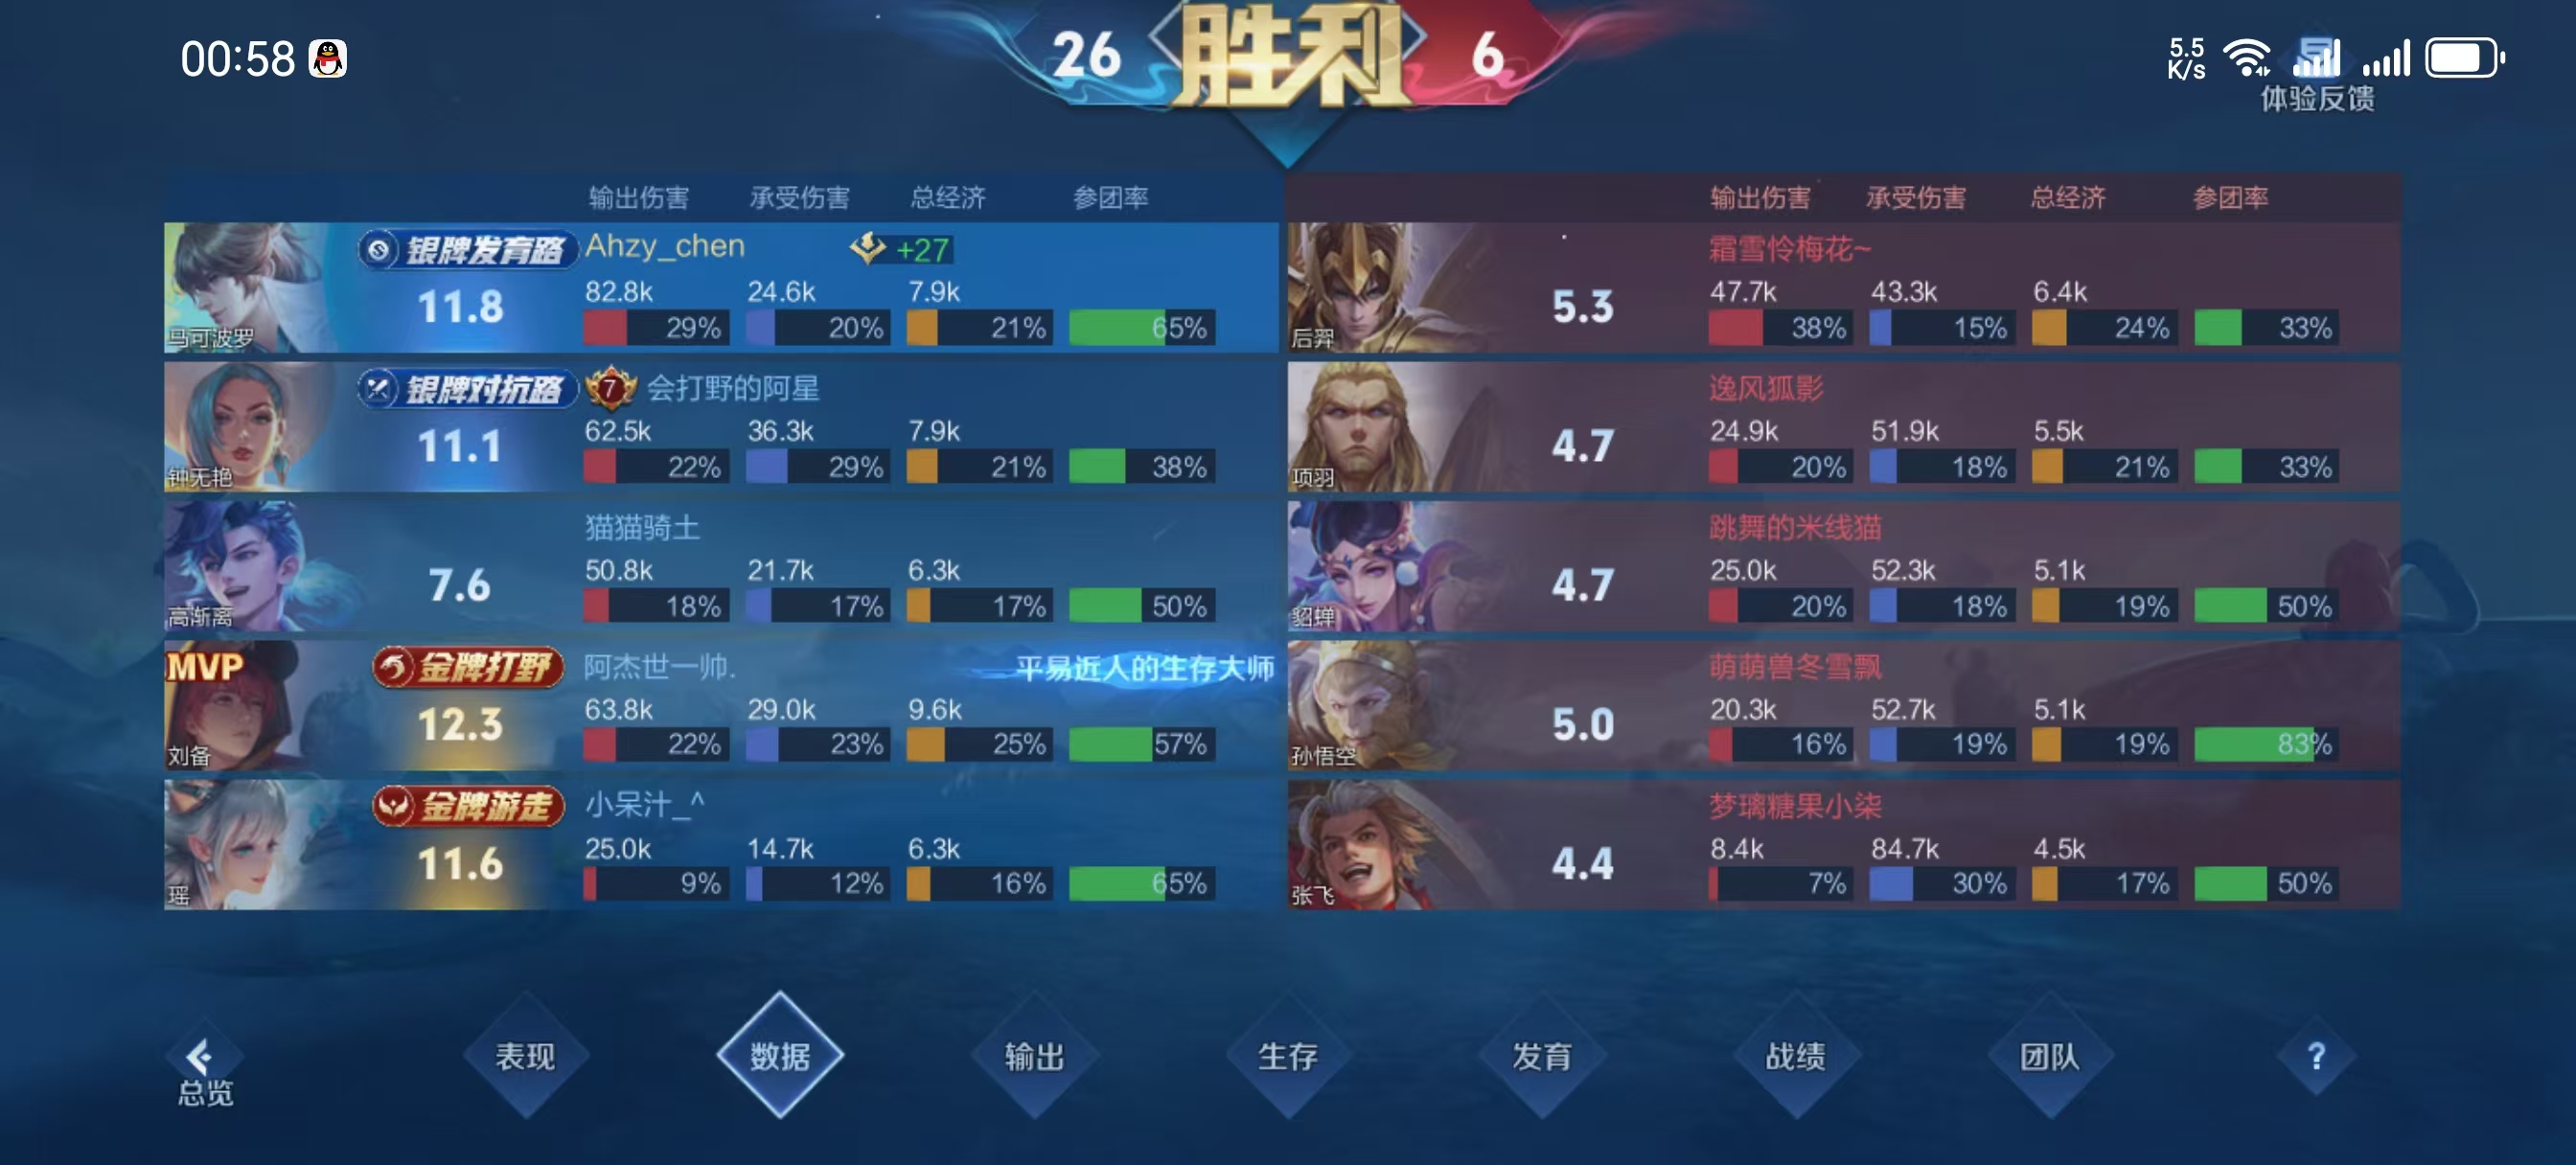 00:58
26 胜利 6
5.5 K/s
体验反馈
输出伤害 承受伤害 总经济 参团率
银牌发育路 Ahzy_chen +27
马可波罗 11.8
82.8k 24.6k 7.9k
29% 20% 21% 65%
银牌对抗路 7 会打野的阿星
钟无艳 11.1
62.5k 36.3k 7.9k
22% 29% 21% 38%
猫猫骑士
高渐离 7.6
50.8k 21.7k 6.3k
18% 17% 17% 50%
MVP 金牌打野 阿杰世一帅. 平易近人的生存大师
刘备 12.3
63.8k 29.0k 9.6k
22% 23% 25% 57%
金牌游走 小呆汁_^
瑶 11.6
25.0k 14.7k 6.3k
9% 12% 16% 65%
输出伤害 承受伤害 总经济 参团率
霜雪怜梅花~
后羿 5.3
47.7k 43.3k 6.4k
38% 15% 24% 33%
逸风狐影
项羽 4.7
24.9k 51.9k 5.5k
20% 18% 21% 33%
跳舞的米线猫
貂蝉 4.7
25.0k 52.3k 5.1k
20% 18% 19% 50%
萌萌兽冬雪飘
孙悟空 5.0
20.3k 52.7k 5.1k
16% 19% 19% 83%
梦璃糖果小柒
张飞 4.4
8.4k 84.7k 4.5k
7% 30% 17% 50%
总览 表现 数据 输出 生存 发育 战绩 团队 ?